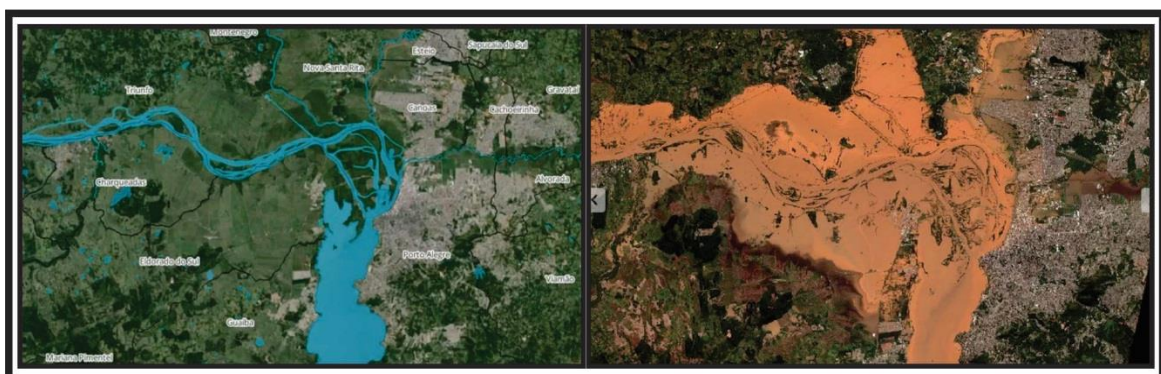 Montenegro
Esteio
Sapucaia do Sul
Nova Santa Rita
Triunfo
Gravataí
Canoas
Cachoeirinha
Charqueadas
Alvorada
Porto Alegre
Eldorado do Sul
Viamão
Guaíba
Mariana Pimentel